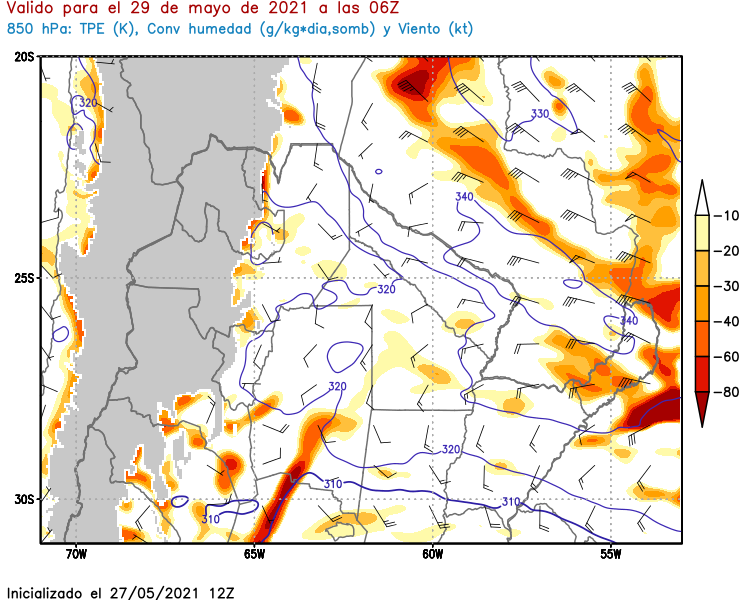 Valido para el 29 de mayo de 2021 a las 06Z
850 hPa: TPE (K), Conv humedad (g/kg*dia,somb) y Viento (kt)
20S
320
330
340
-10
-20
25S
320
-30
340
-40
-60
320
-80
320
310
310
30S
310
70W
65W
60W
55W
Inicializado el 27/05/2021 12Z